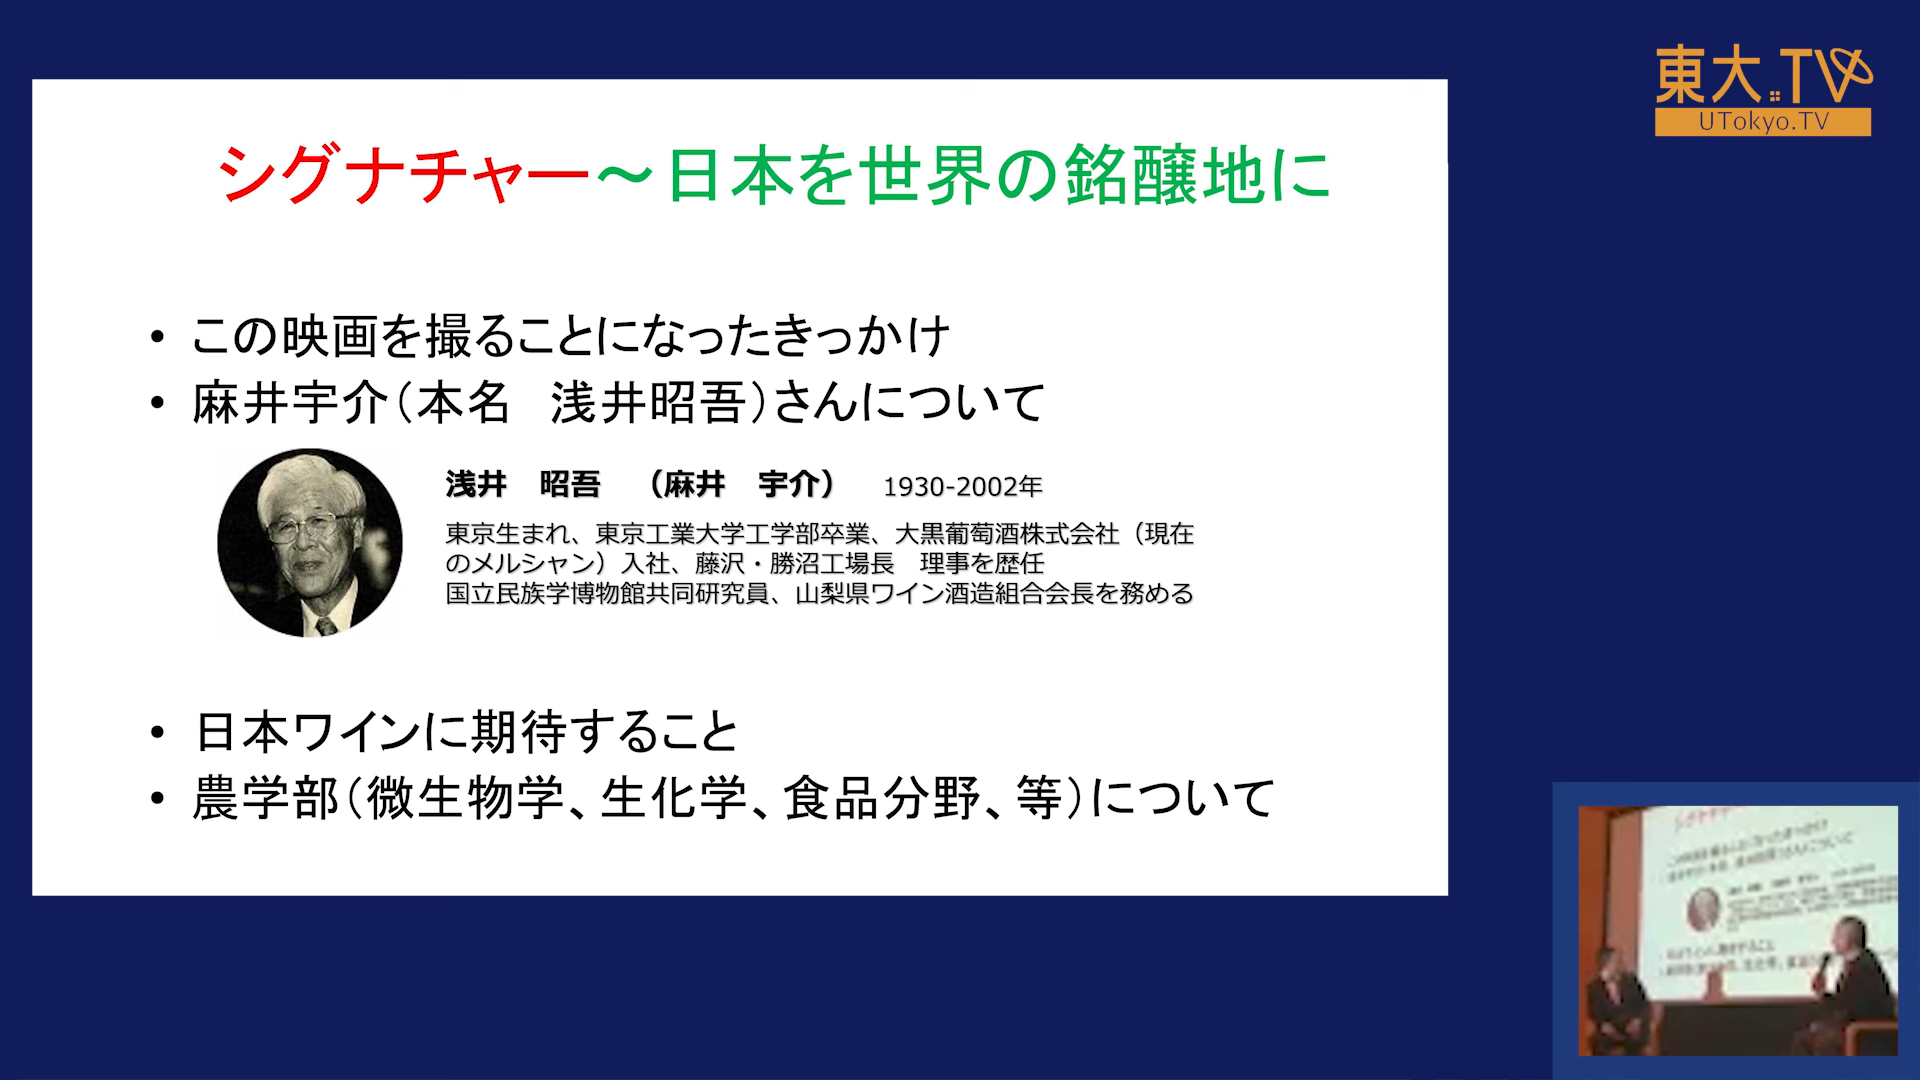 東大.TV
UTokyo.TV
シグナチャー～日本を世界の銘醸地に
• この映画を撮ることになったきっかけ
• 麻井宇介（本名　浅井昭吾）さんについて
浅井　昭吾　（麻井　宇介）　1930-2002年
東京生まれ、東京工業大学工学部卒業、大黒葡萄酒株式会社（現在
のメルシャン）入社、藤沢・勝沼工場長　理事を歴任
国立民族学博物館共同研究員、山梨県ワイン酒造組合会長を務める
• 日本ワインに期待すること
• 農学部（微生物学、生化学、食品分野、等）について